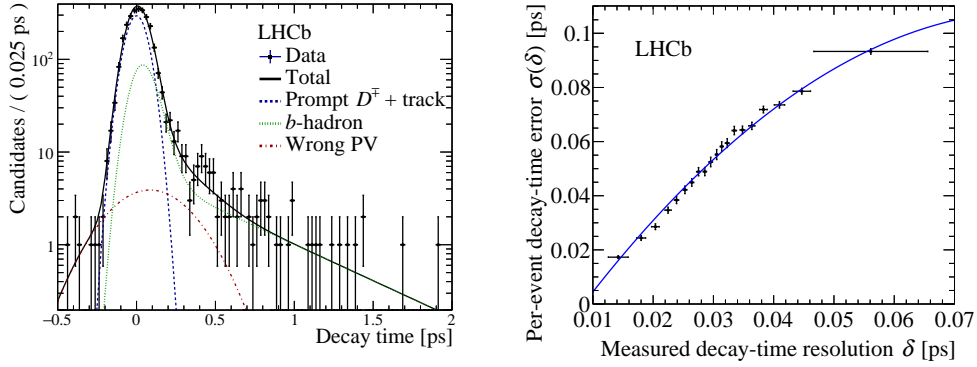 Candidates / ( 0.025 ps )
10²
10
1
LHCb
Data
Total
Prompt D∓ + track
b-hadron
Wrong PV
−0.5 0 0.5 1 1.5 2
Decay time [ps]
Per-event decay-time error σ(δ) [ps]
0.1
0.08
0.06
0.04
0.02
0.00
LHCb
0.01 0.02 0.03 0.04 0.05 0.06 0.07
Measured decay-time resolution δ [ps]